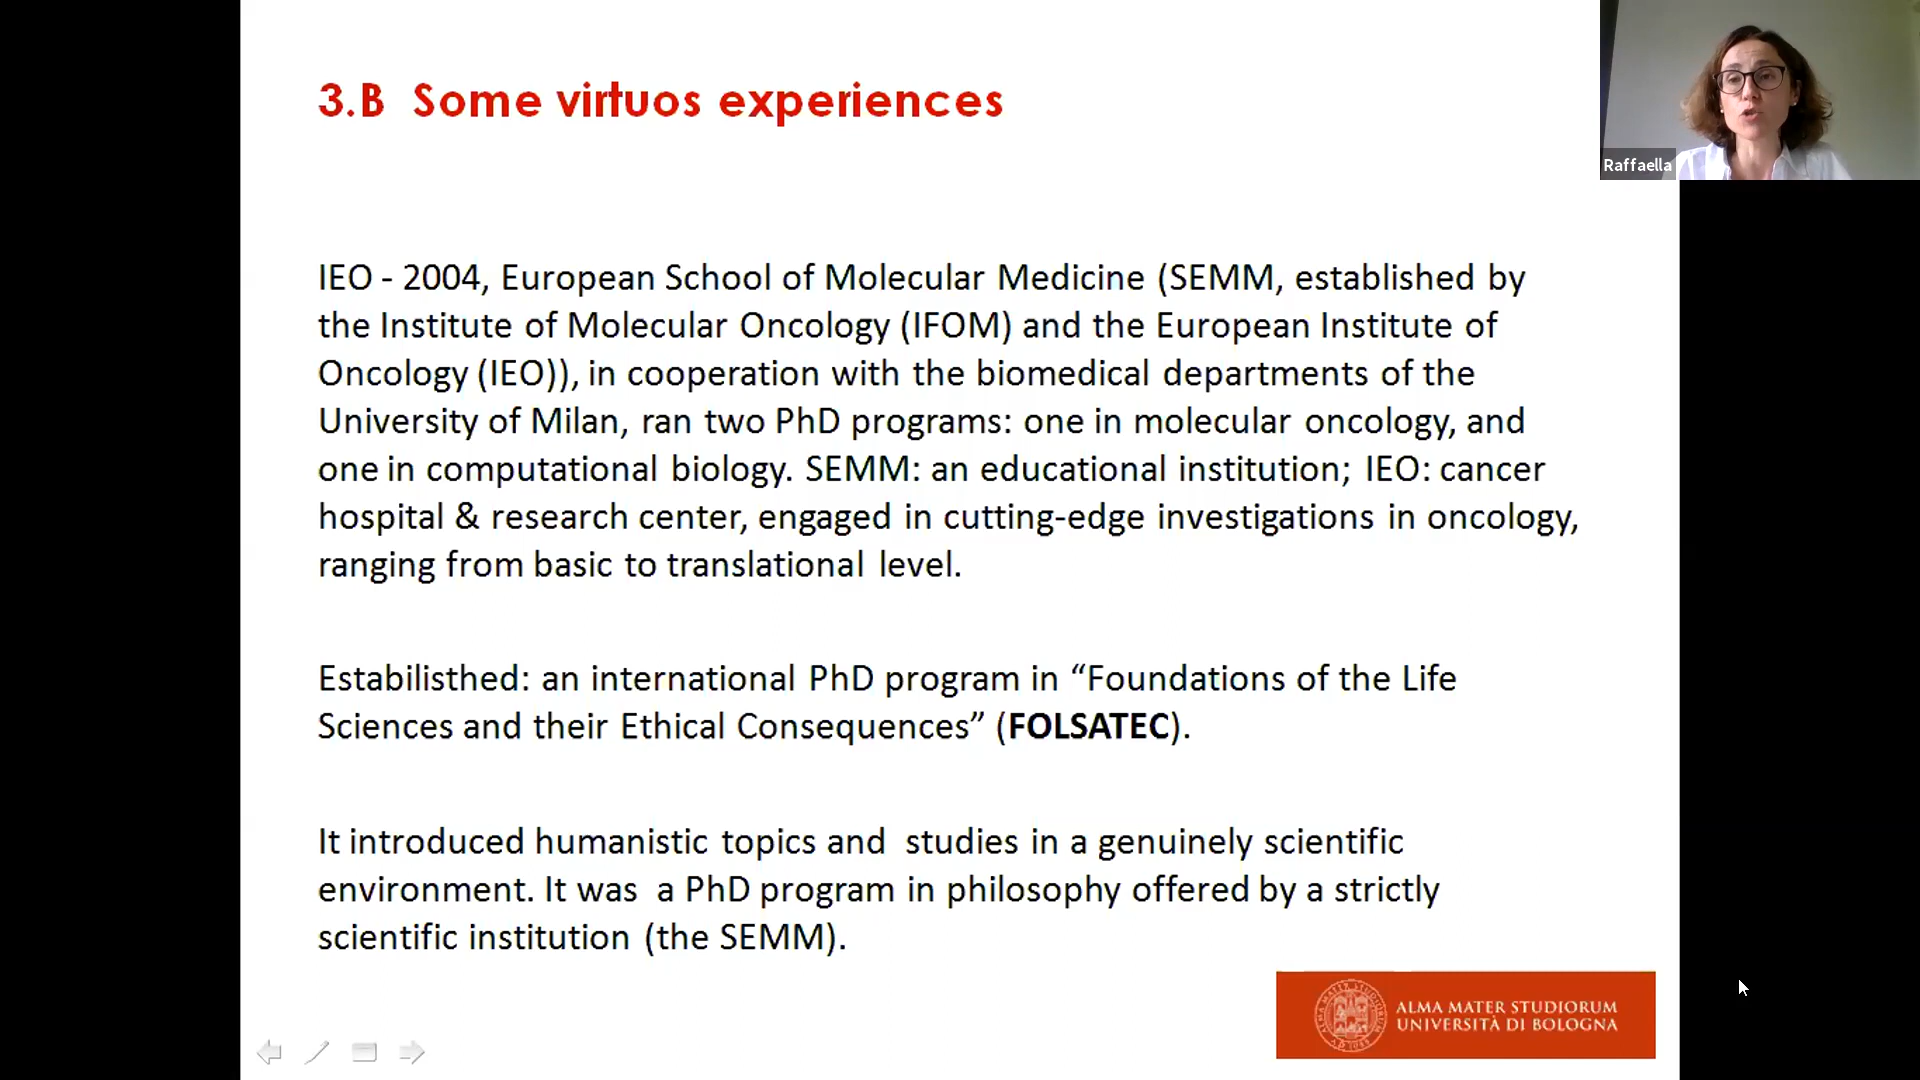 3.B Some virtuos experiences
Raffaella
IEO - 2004, European School of Molecular Medicine (SEMM, established by
the Institute of Molecular Oncology (IFOM) and the European Institute of
Oncology (IEO)), in cooperation with the biomedical departments of the
University of Milan, ran two PhD programs: one in molecular oncology, and
one in computational biology. SEMM: an educational institution; IEO: cancer
hospital & research center, engaged in cutting-edge investigations in oncology,
ranging from basic to translational level.
Estabilisthed: an international PhD program in “Foundations of the Life
Sciences and their Ethical Consequences” (FOLSATEC).
It introduced humanistic topics and studies in a genuinely scientific
environment. It was a PhD program in philosophy offered by a strictly
scientific institution (the SEMM).
ALMA MATER STUDIORUM
UNIVERSITÀ DI BOLOGNA